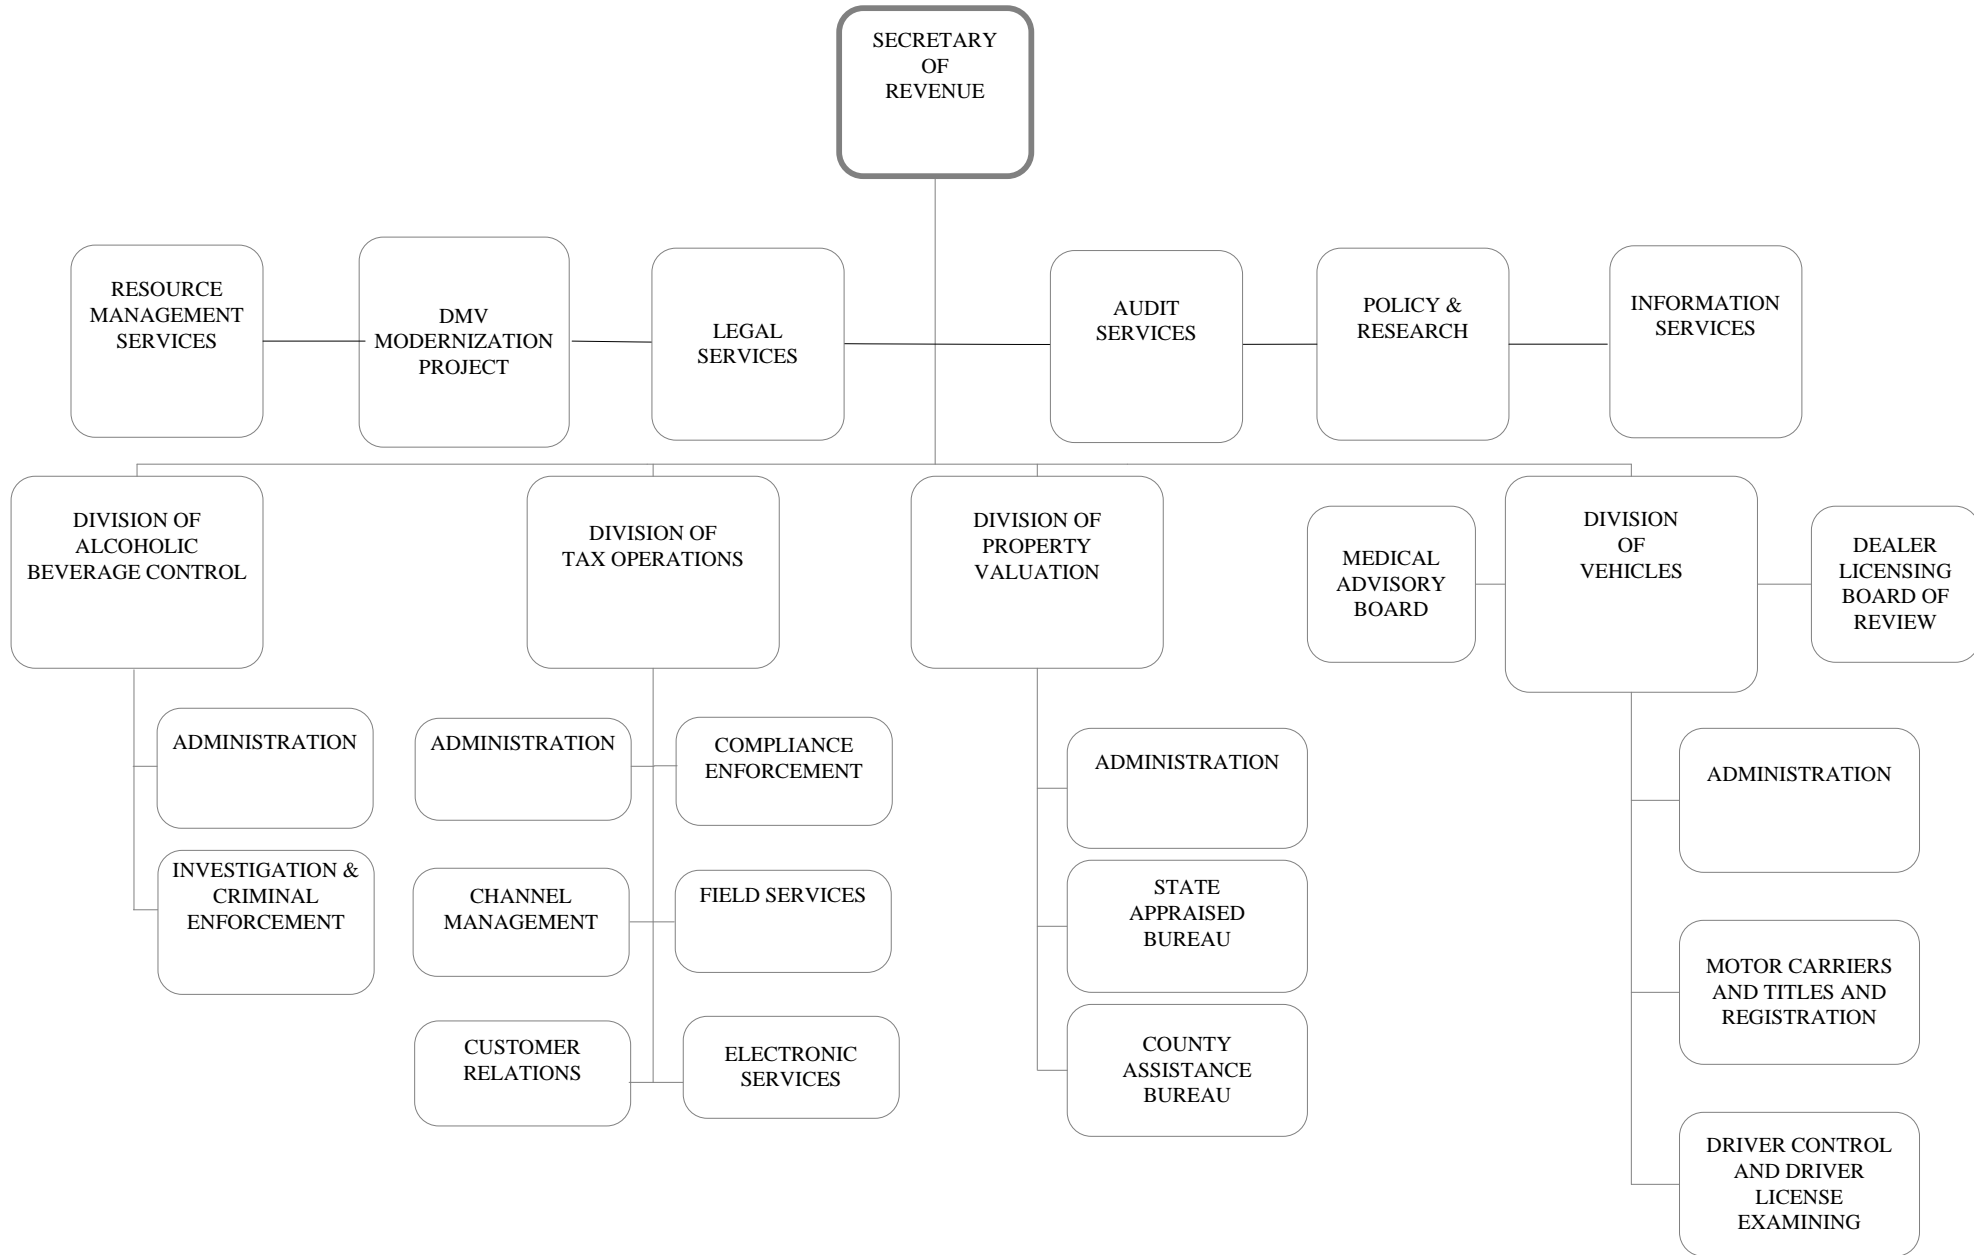 SECRETARY
OF
REVENUE
RESOURCE
MANAGEMENT
SERVICES
DMV
MODERNIZATION
PROJECT
LEGAL
SERVICES
AUDIT
SERVICES
POLICY &
RESEARCH
INFORMATION
SERVICES
DIVISION OF
ALCOHOLIC
BEVERAGE CONTROL
DIVISION OF
TAX OPERATIONS
DIVISION OF
PROPERTY
VALUATION
MEDICAL
ADVISORY
BOARD
DIVISION
OF
VEHICLES
DEALER
LICENSING
BOARD OF
REVIEW
ADMINISTRATION
INVESTIGATION &
CRIMINAL
ENFORCEMENT
ADMINISTRATION
COMPLIANCE
ENFORCEMENT
CHANNEL
MANAGEMENT
FIELD SERVICES
CUSTOMER
RELATIONS
ELECTRONIC
SERVICES
ADMINISTRATION
STATE
APPRAISED
BUREAU
COUNTY
ASSISTANCE
BUREAU
ADMINISTRATION
MOTOR CARRIERS
AND TITLES AND
REGISTRATION
DRIVER CONTROL
AND DRIVER
LICENSE
EXAMINING